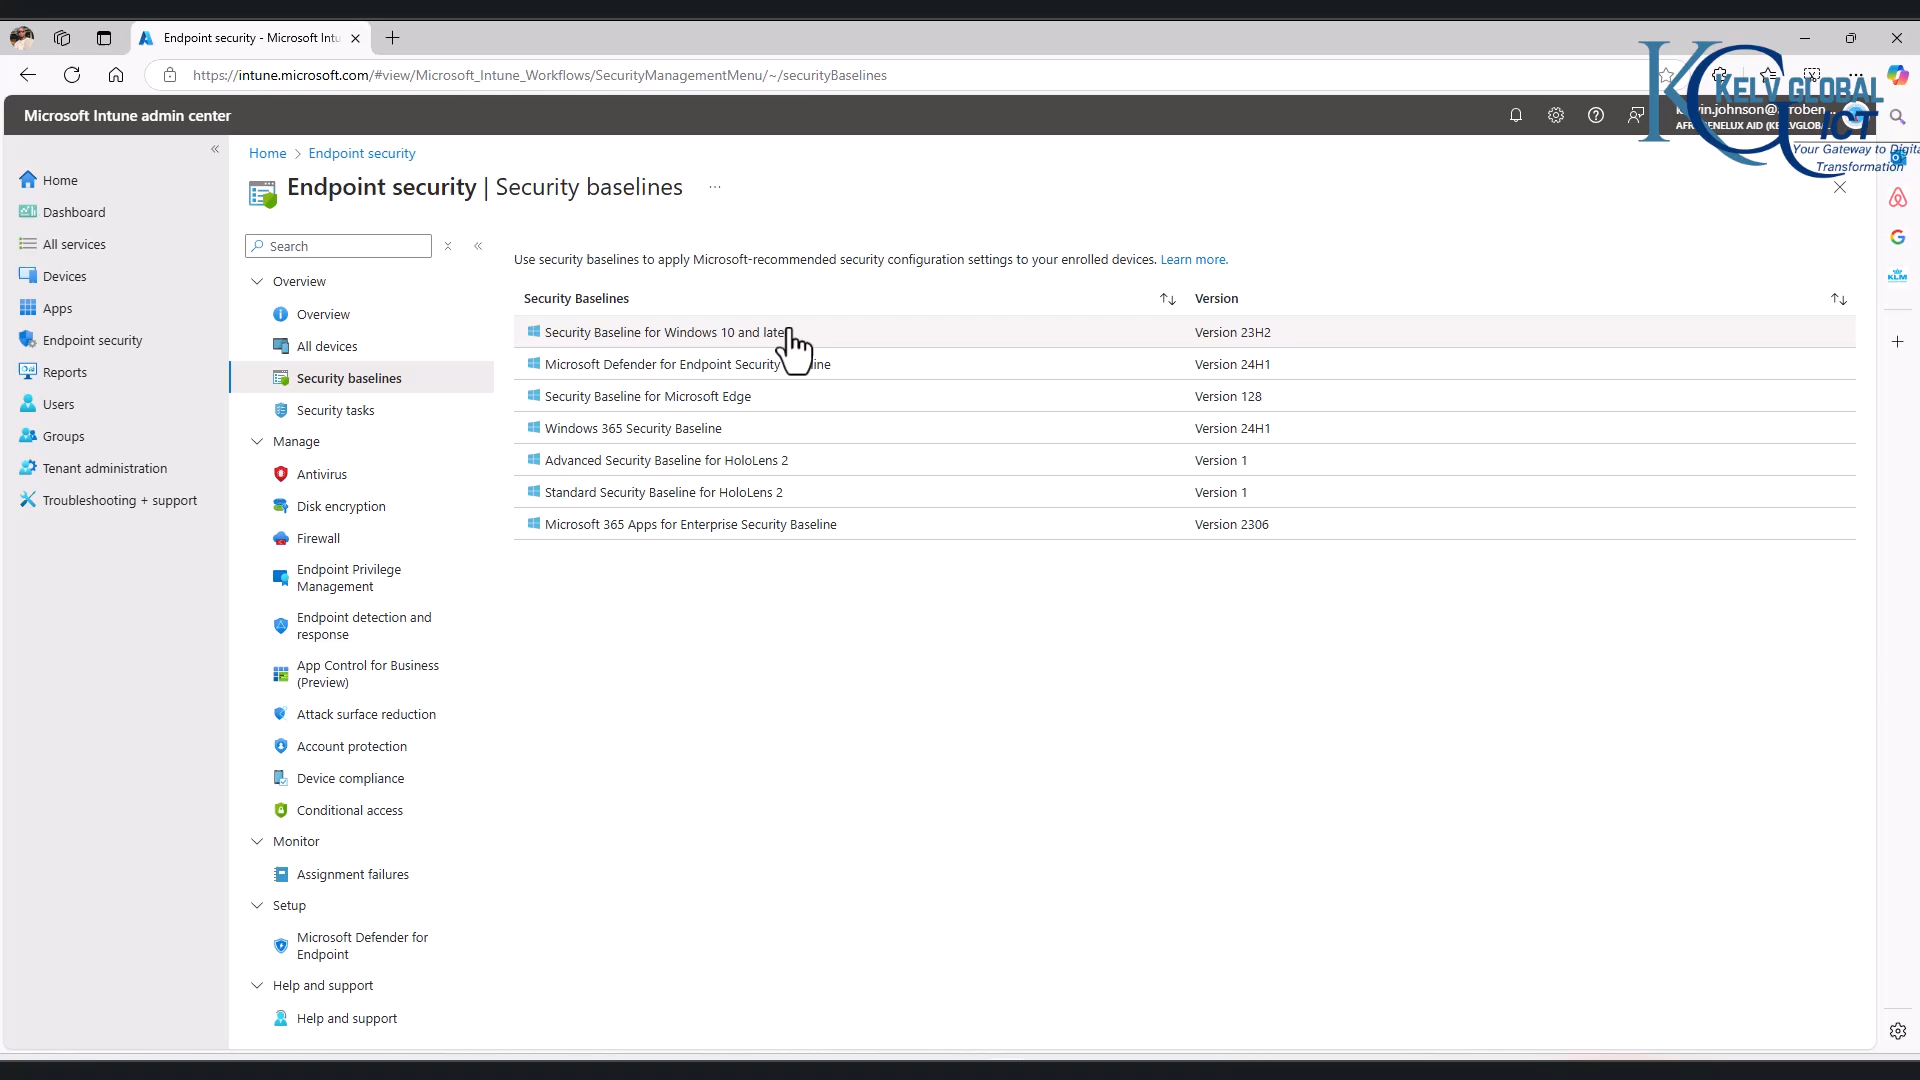 Endpoint security - Microsoft Intu
https://intune.microsoft.com/#view/Microsoft_Intune_Workflows/SecurityManagementMenu/~/securityBaselines
KELV GLOBAL
ICT
Your Gateway to Digita
Transformation
Microsoft Intune admin center
Home
Dashboard
All services
Devices
Apps
Endpoint security
Reports
Users
Groups
Tenant administration
Troubleshooting + support
Home > Endpoint security
Endpoint security | Security baselines
Search
Overview
Overview
All devices
Security baselines
Security tasks
Manage
Antivirus
Disk encryption
Firewall
Endpoint Privilege
Management
Endpoint detection and
response
App Control for Business
(Preview)
Attack surface reduction
Account protection
Device compliance
Conditional access
Monitor
Assignment failures
Setup
Microsoft Defender for
Endpoint
Help and support
Help and support
Use security baselines to apply Microsoft-recommended security configuration settings to your enrolled devices. Learn more.
Security Baselines Version
Security Baseline for Windows 10 and late Version 23H2
Microsoft Defender for Endpoint Security ine Version 24H1
Security Baseline for Microsoft Edge Version 128
Windows 365 Security Baseline Version 24H1
Advanced Security Baseline for HoloLens 2 Version 1
Standard Security Baseline for HoloLens 2 Version 1
Microsoft 365 Apps for Enterprise Security Baseline Version 2306
KLM